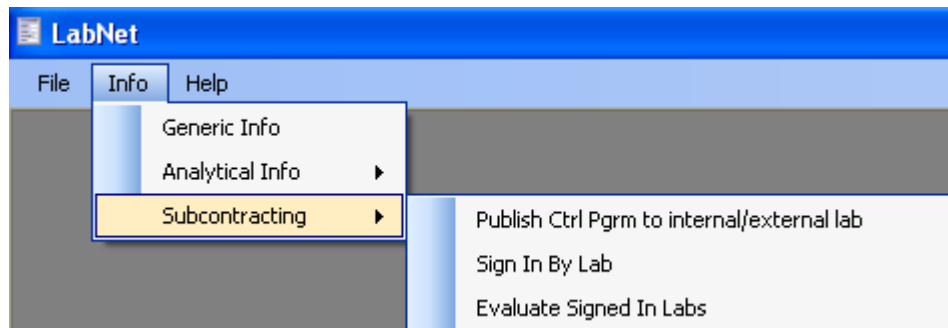 LabNet
File Info Help
Generic Info
Analytical Info
Subcontracting
Publish Ctrl Pgrm to internal/external lab
Sign In By Lab
Evaluate Signed In Labs